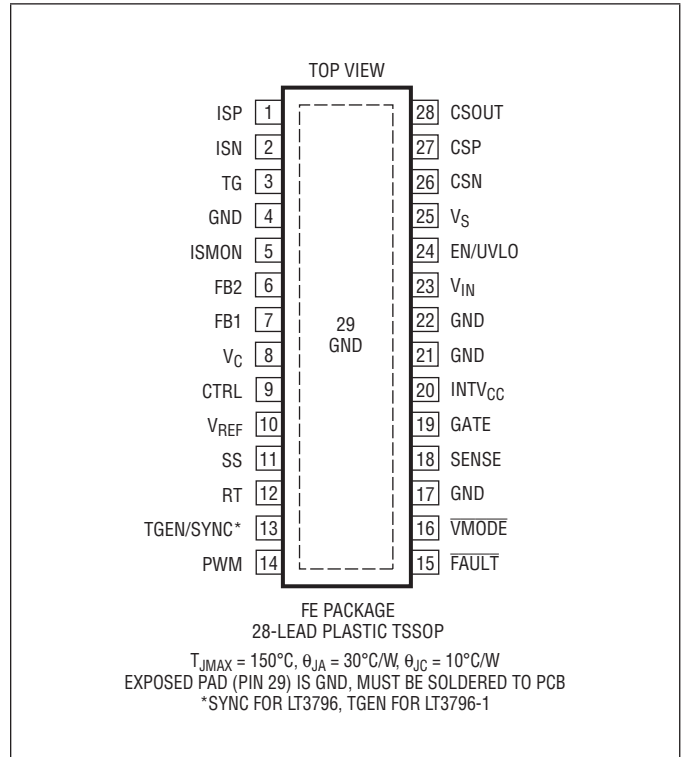 TOP VIEW
ISP 1
ISN 2
TG 3
GND 4
ISMON 5
FB2 6
FB1 7
VC 8
CTRL 9
VREF 10
SS 11
RT 12
TGEN/SYNC* 13
PWM 14
29
GND
28 CSOUT
27 CSP
26 CSN
25 VS
24 EN/UVLO
23 VIN
22 GND
21 GND
20 INTVCC
19 GATE
18 SENSE
17 GND
16 VMODE
15 FAULT
FE PACKAGE
28-LEAD PLASTIC TSSOP
TJMAX = 150°C, θJA = 30°C/W, θJC = 10°C/W
EXPOSED PAD (PIN 29) IS GND, MUST BE SOLDERED TO PCB
*SYNC FOR LT3796, TGEN FOR LT3796-1